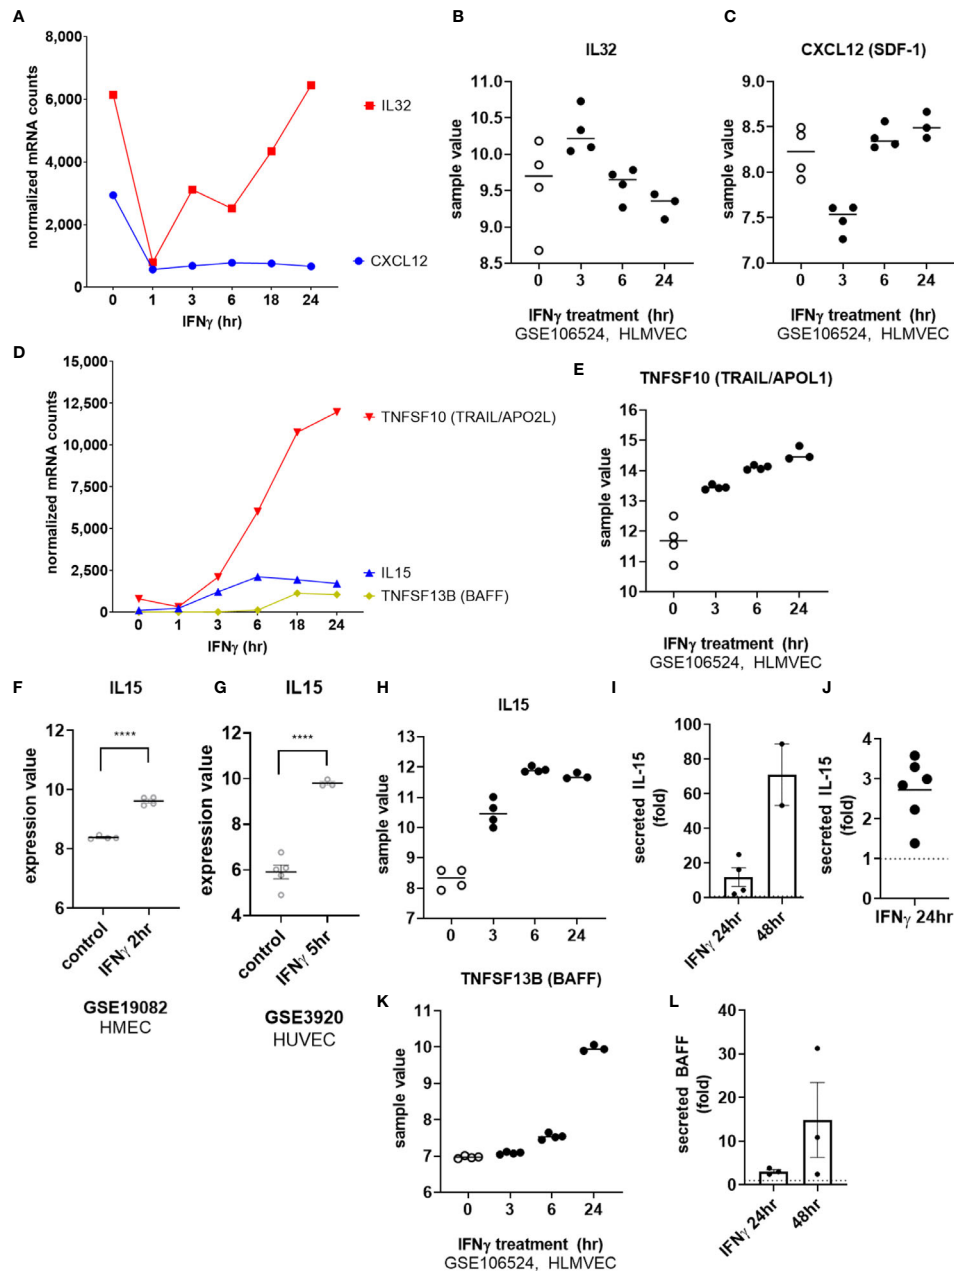 A
8,000
6,000
4,000
2,000
0
normalized mRNA counts
0 1 3 6 18 24
IFNγ (hr)
IL32
CXCL12
B
IL32
11.0
10.5
10.0
9.5
9.0
8.5
sample value
0 3 6 24
IFNγ treatment (hr)
GSE106524, HLMVEC
C
CXCL12 (SDF-1)
9.0
8.5
8.0
7.5
7.0
sample value
0 3 6 24
IFNγ treatment (hr)
GSE106524, HLMVEC
D
15,000
12,500
10,000
7,500
5,000
2,500
0
normalized mRNA counts
0 1 3 6 18 24
IFNγ (hr)
TNFSF10 (TRAIL/APO2L)
IL15
TNFSF13B (BAFF)
E
TNFSF10 (TRAIL/APOL1)
16
15
14
13
12
11
10
sample value
0 3 6 24
IFNγ treatment (hr)
GSE106524, HLMVEC
F
IL15
12
10
8
6
expression value
****
control
IFNγ 2hr
GSE19082
HMEC
G
IL15
12
10
8
6
4
expression value
****
control
IFNγ 5hr
GSE3920
HUVEC
H
IL15
13
12
11
10
9
8
7
sample value
0 3 6 24
I
100
80
60
40
20
0
secreted IL-15
(fold)
IFNγ 24hr
48hr
J
4
3
2
1
0
secreted IL-15
(fold)
IFNγ 24hr
K
TNFSF13B (BAFF)
11
10
9
8
7
6
sample value
0 3 6 24
IFNγ treatment (hr)
GSE106524, HLMVEC
L
40
30
20
10
0
secreted BAFF
(fold)
IFNγ 24hr
48hr